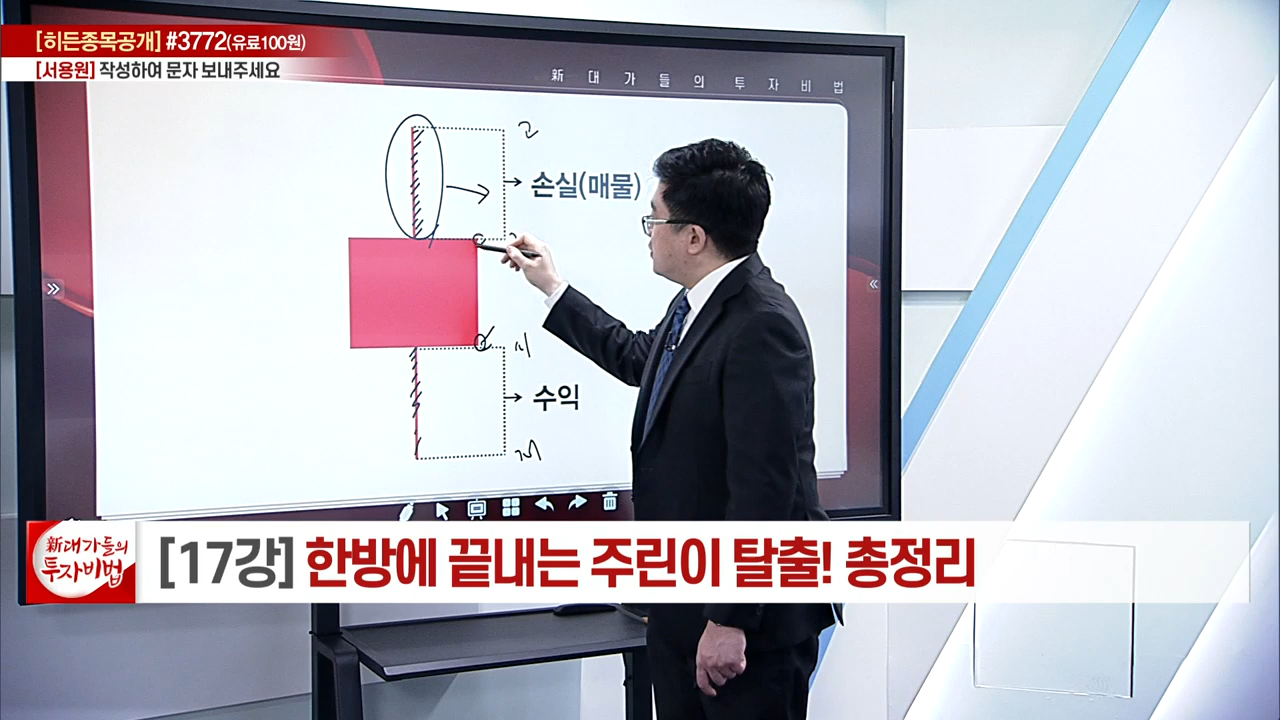 [히든종목공개] #3772(유료100원)
[서용원] 작성하여 문자 보내주세요
新 대 가 들 의 투 자 비 법
고
손실(매물)
시
수익
저
新대가들의
투자비법
[17강] 한방에 끝내는 주린이 탈출! 총정리